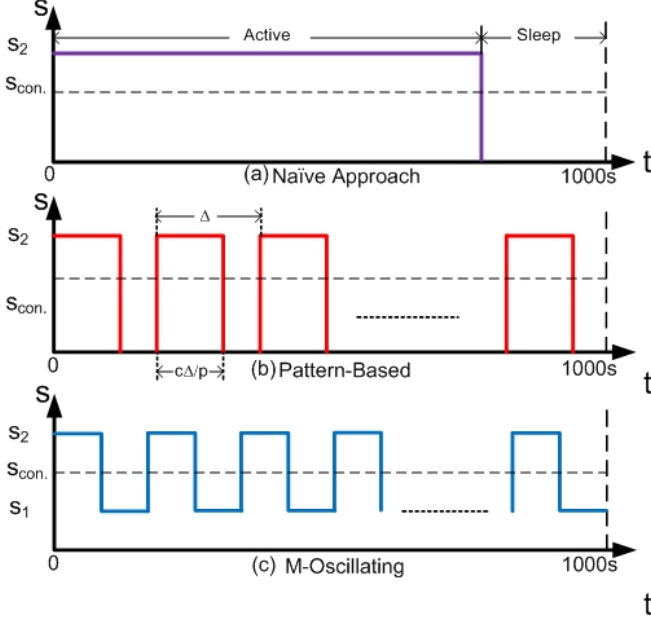 s
Active
Sleep
s2
scon.
t
0
(a) Naïve Approach
1000s
s
Δ
s2
scon.
0
cΔ/p
(b) Pattern-Based
1000s
t
s
s2
scon.
s1
0
(c) M-Oscillating
1000s
t